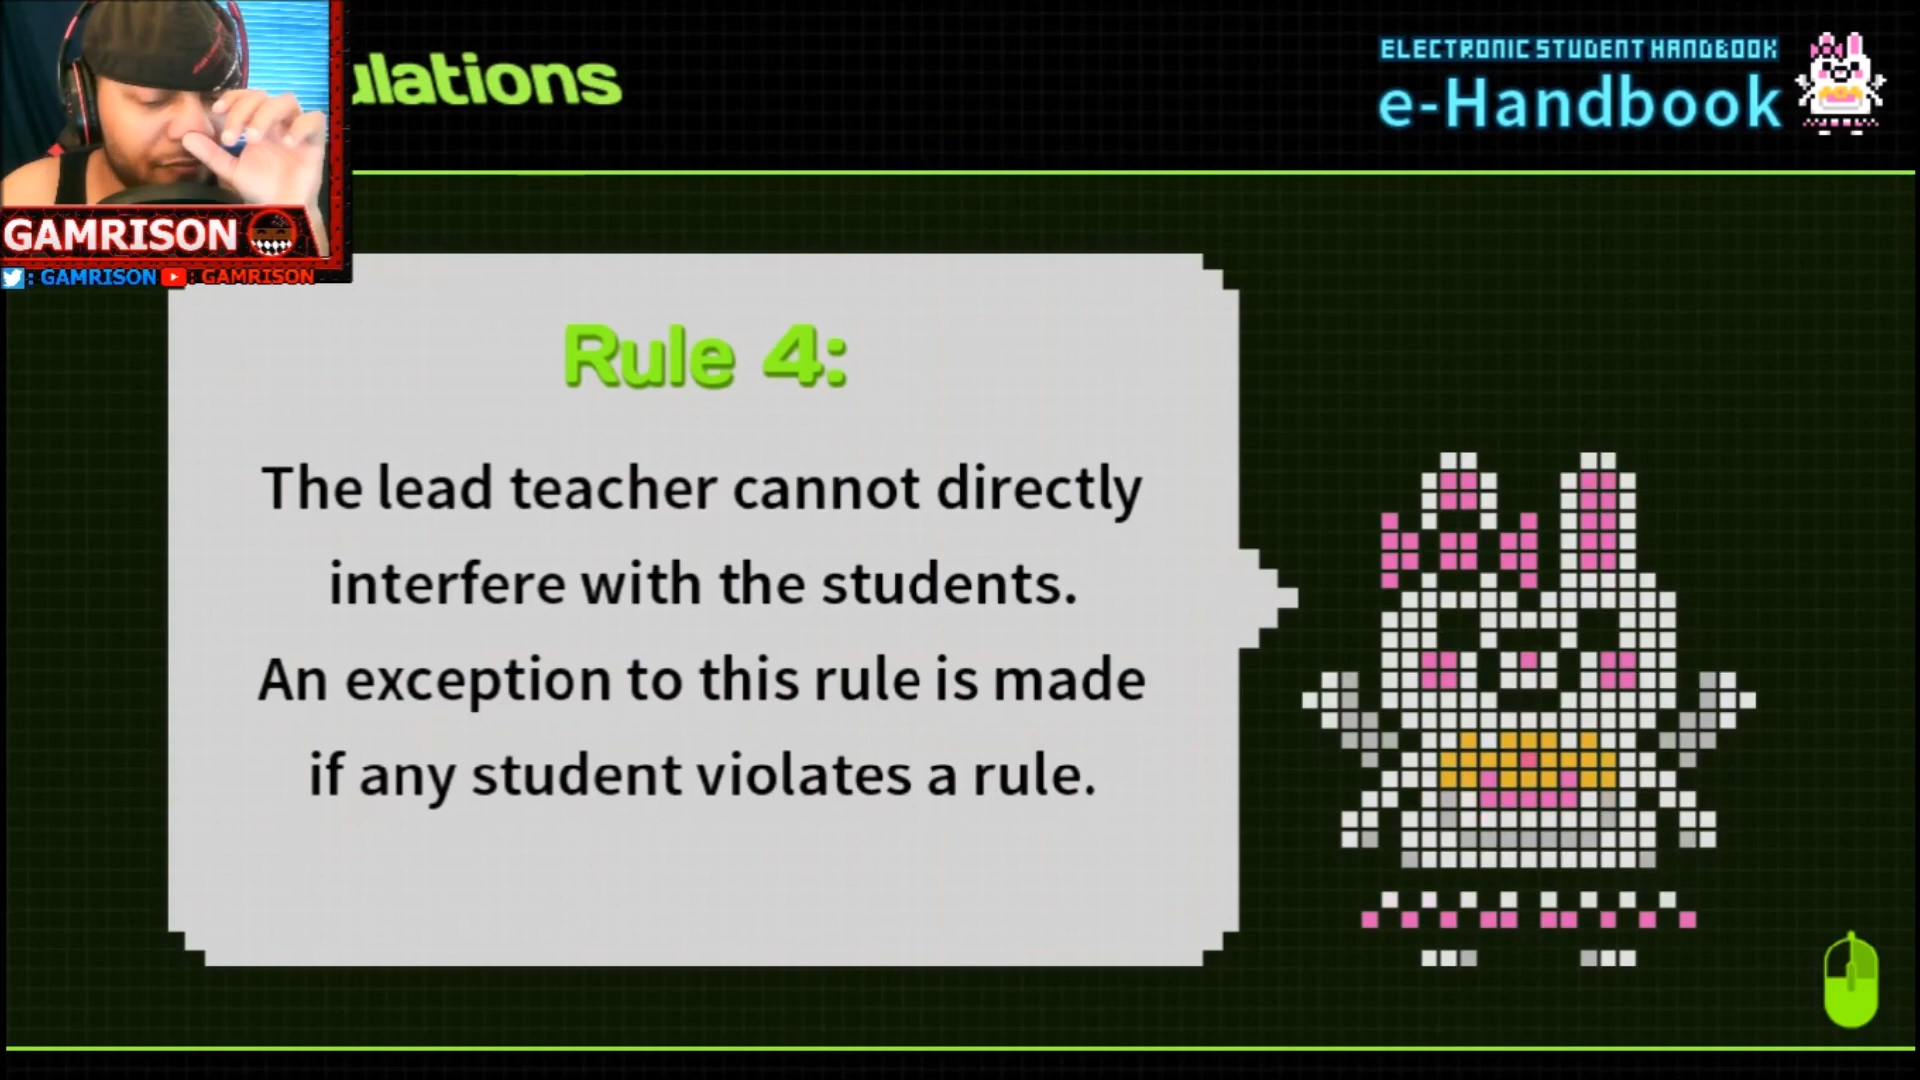 ulations
ELECTRONIC STUDENT HANDBOOK
e-Handbook
GAMRISON
: GAMRISON : GAMRISON
Rule 4:
The lead teacher cannot directly
interfere with the students.
An exception to this rule is made
if any student violates a rule.